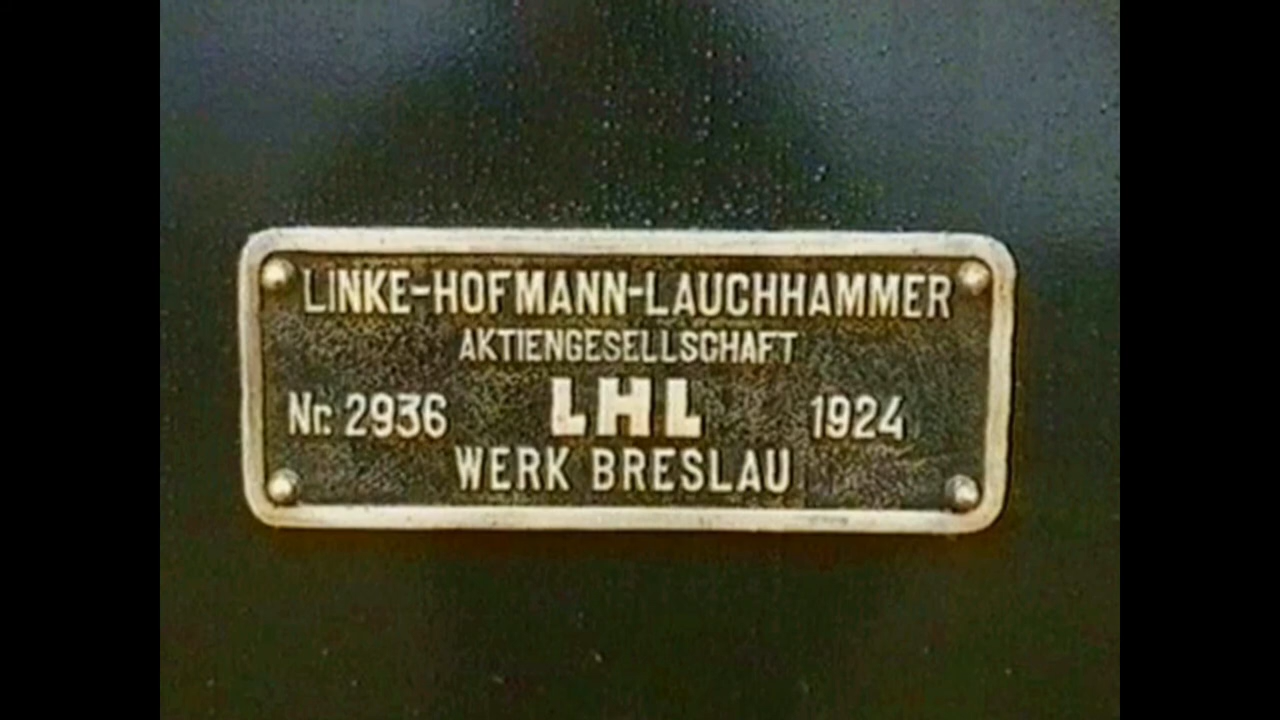 LINKE-HOFMANN-LAUCHHAMMER
AKTIENGESELLSCHAFT
Nr. 2936 LHL 1924
WERK BRESLAU